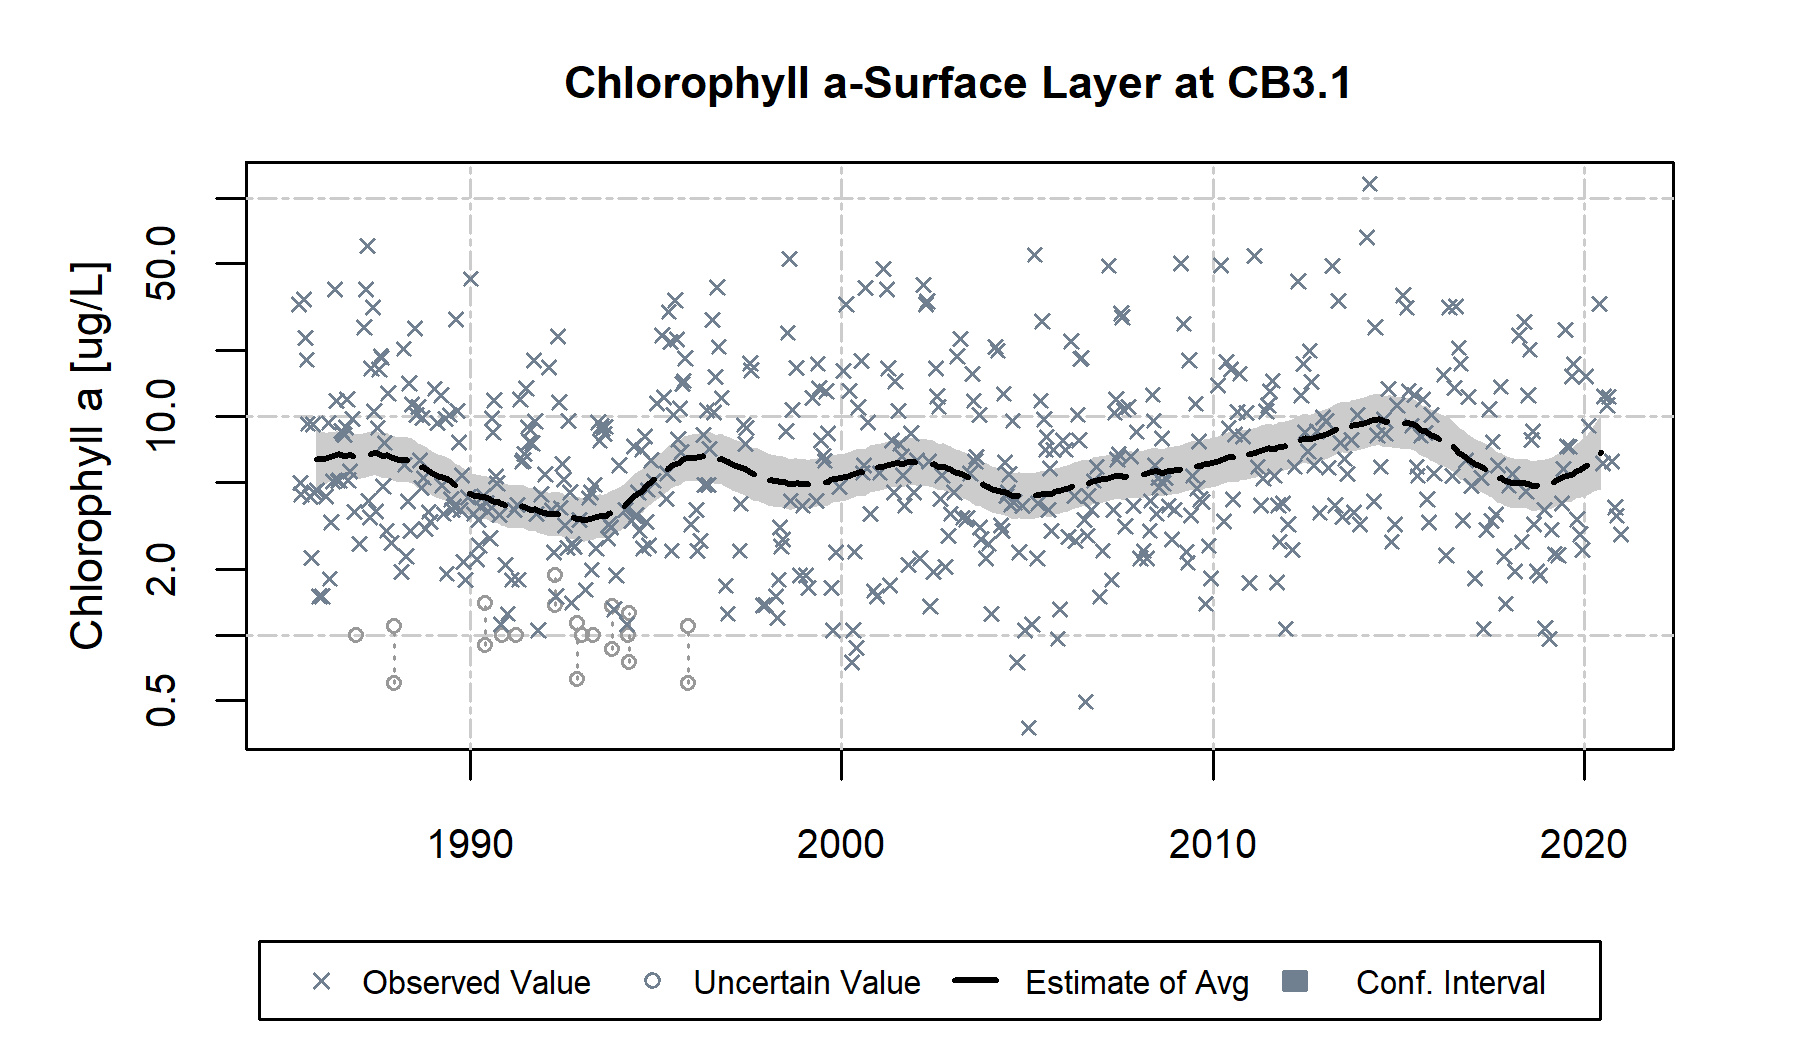 Chlorophyll a-Surface Layer at CB3.1
Chlorophyll a [ug/L]
50.0
10.0
2.0
0.5
1990 2000 2010 2020
Observed Value Uncertain Value Estimate of Avg Conf. Interval